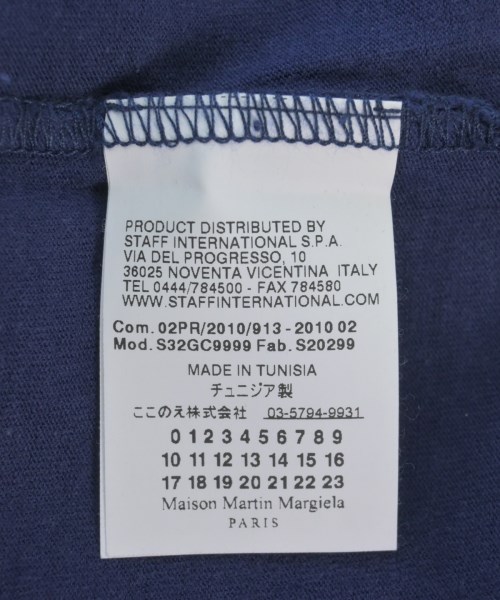 PRODUCT DISTRIBUTED BY
STAFF INTERNATIONAL S.P.A.
VIA DEL PROGRESSO, 10
36025 NOVENTA VICENTINA ITALY
TEL 0444/784500 - FAX 784580
WWW.STAFFINTERNATIONAL.COM
Com. 02PR/2010/913-2010 02
Mod. S32GC9999 Fab. S20299
MADE IN TUNISIA
チュニジア製
ここのえ株式会社 03-5794-9931
0 1 2 3 4 5 6 7 8 9
10 11 12 13 14 15 16
17 18 19 20 21 22 23
Maison Martin Margiela
PARIS